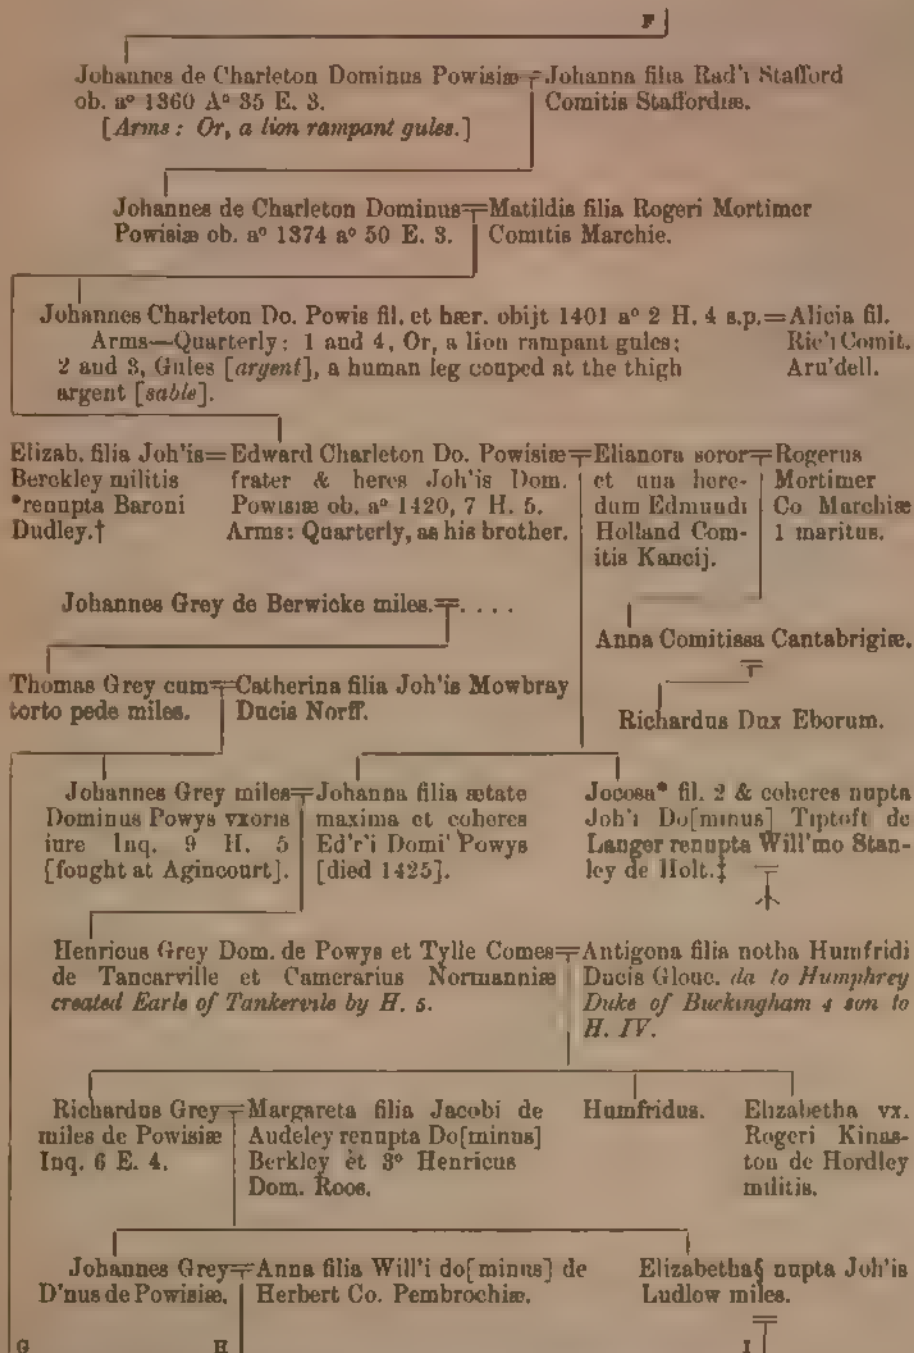 F
Johannes de Charleton Dominus Powisiæ
ob. aº 1360 Aº 35 E. 3.
[Arms: Or, a lion rampant gules.]
Johanna filia Rad'i Stafford
Comitis Staffordiæ.
Johannes de Charleton Dominus
Powisiæ ob. aº 1374 aº 50 E. 3.
Matildis filia Rogeri Mortimer
Comitis Marchie.
Johannes Charleton Do. Powis fil. et hær. obijt 1401 aº 2 H. 4 s.p.
Arms—Quarterly: 1 and 4, Or, a lion rampant gules;
2 and 3, Gules [argent], a human leg couped at the thigh
argent [sable].
=Alicia fil.
Ric'i Comit.
Aru'dell.
Elizab. filia Joh'is
Berckley militis
*renupta Baroni
Dudley.†
=Edward Charleton Do. Powisiæ
frater & heres Joh'is Dom.
Powisiæ ob. aº 1420, 7 H. 5.
Arms: Quarterly, as his brother.
Elianora soror
et una here-
dum Edmundi
Holland Com-
itis Kancij.
Rogerus
Mortimer
Co Marchiæ
1 maritus.
Johannes Grey de Berwicke miles. . . . .
Anna Comitissa Cantabrigiæ.
Thomas Grey cum
torto pede miles.
Catherina filia Joh'is Mowbray
Ducis Norff.
Richardus Dux Eborum.
Johannes Grey miles
Dominus Powys vxoris
iure Inq. 9 H. 5
[fought at Agincourt].
Johanna filia ætate
maxima et coheres
Ed'r'i Domi' Powys
[died 1425].
Jocosa* fil. 2 & coheres nupta
Joh'i Do[minus] Tiptoft de
Langer renupta Will'mo Stan-
ley de Holt.‡
Henricus Grey Dom. de Powys et Tylle Comes
de Tancarville et Camerarius Normanniæ
created Earle of Tankervile by H. 5.
Antigona filia notha Humfridi
Ducis Glouc. da to Humphrey
Duke of Buckingham 4 son to
H. IV.
Richardus Grey
miles de Powisiæ
Inq. 6 E. 4.
Margareta filia Jacobi de
Audeley renupta Do[minus]
Berkley èt 3º Henricus
Dom. Roos.
Humfridus.
Elizabetha vx.
Rogeri Kinas-
ton de Hordley
militis.
Johannes Grey
D'nus de Powisiæ.
Anna filia Will'i do[minus] de
Herbert Co. Pembrochiæ.
Elizabetha§ nupta Joh'is
Ludlow miles.
G
H
I